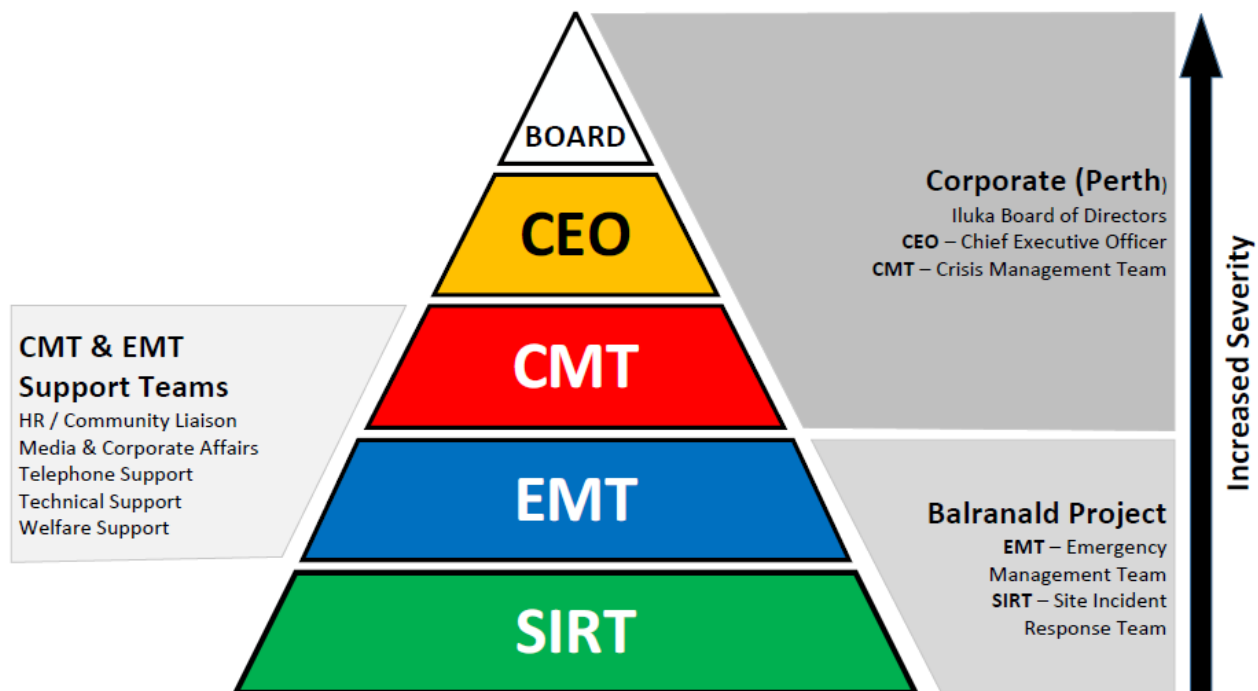 BOARD
CEO
CMT
EMT
SIRT
CMT & EMT
Support Teams
HR / Community Liaison
Media & Corporate Affairs
Telephone Support
Technical Support
Welfare Support
Corporate (Perth)
Iluka Board of Directors
CEO – Chief Executive Officer
CMT – Crisis Management Team
Balranald Project
EMT – Emergency
Management Team
SIRT – Site Incident
Response Team
Increased Severity